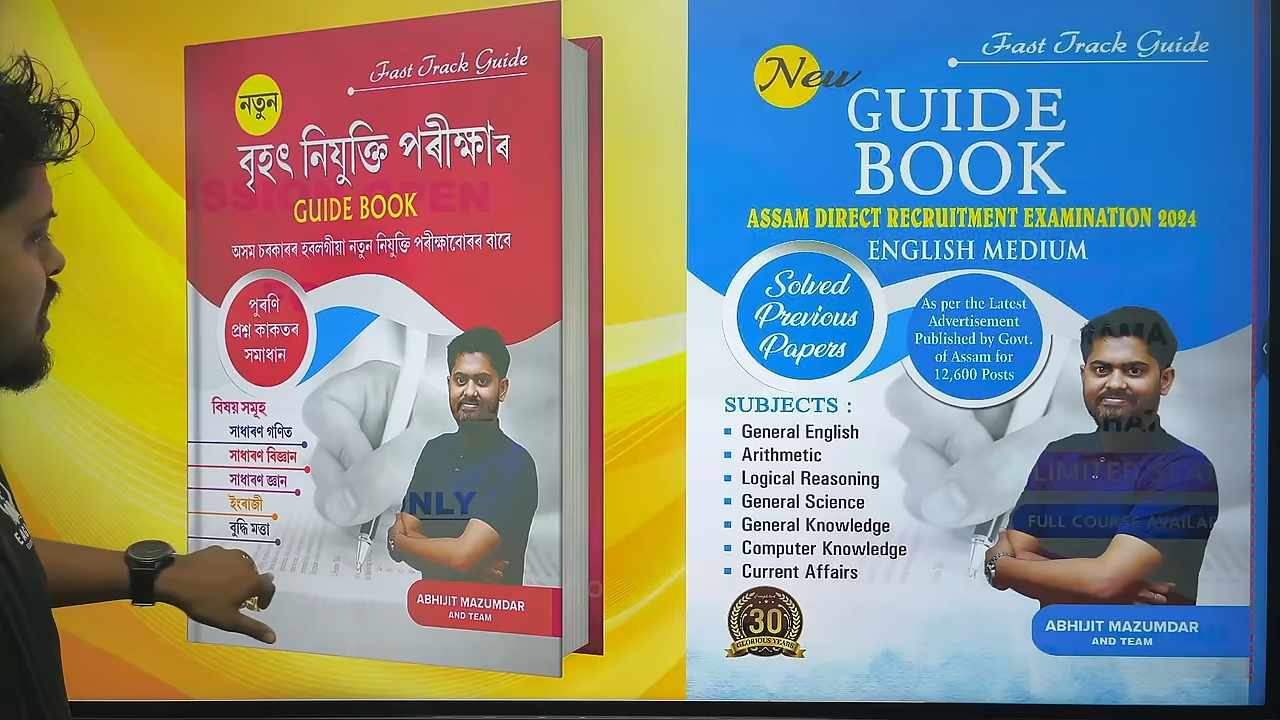 Fast Track Guide
নতুন
বৃহৎ নিযুক্তি পৰীক্ষাৰ
GUIDE BOOK
অসম চৰকাৰৰ হবলগীয়া নতুন নিযুক্তি পৰীক্ষাবোৰৰ বাবে
পুৰণি
প্ৰশ্ন কাকতৰ
সমাধান
বিষয় সমূহ
সাধাৰণ গণিত
সাধাৰণ বিজ্ঞান
সাধাৰণ জ্ঞান
ইংৰাজী
বুদ্ধি মত্তা
ABHIJIT MAZUMDAR
AND TEAM
Fast Track Guide
New
GUIDE
BOOK
ASSAM DIRECT RECRUITMENT EXAMINATION 2024
ENGLISH MEDIUM
Solved
Previous
Papers
As per the Latest
Advertisement
Published by Govt.
of Assam for
12,600 Posts
SUBJECTS :
General English
Arithmetic
Logical Reasoning
General Science
General Knowledge
Computer Knowledge
Current Affairs
30
GLORIOUS YEARS
ABHIJIT MAZUMDAR
AND TEAM
FULL COURSE